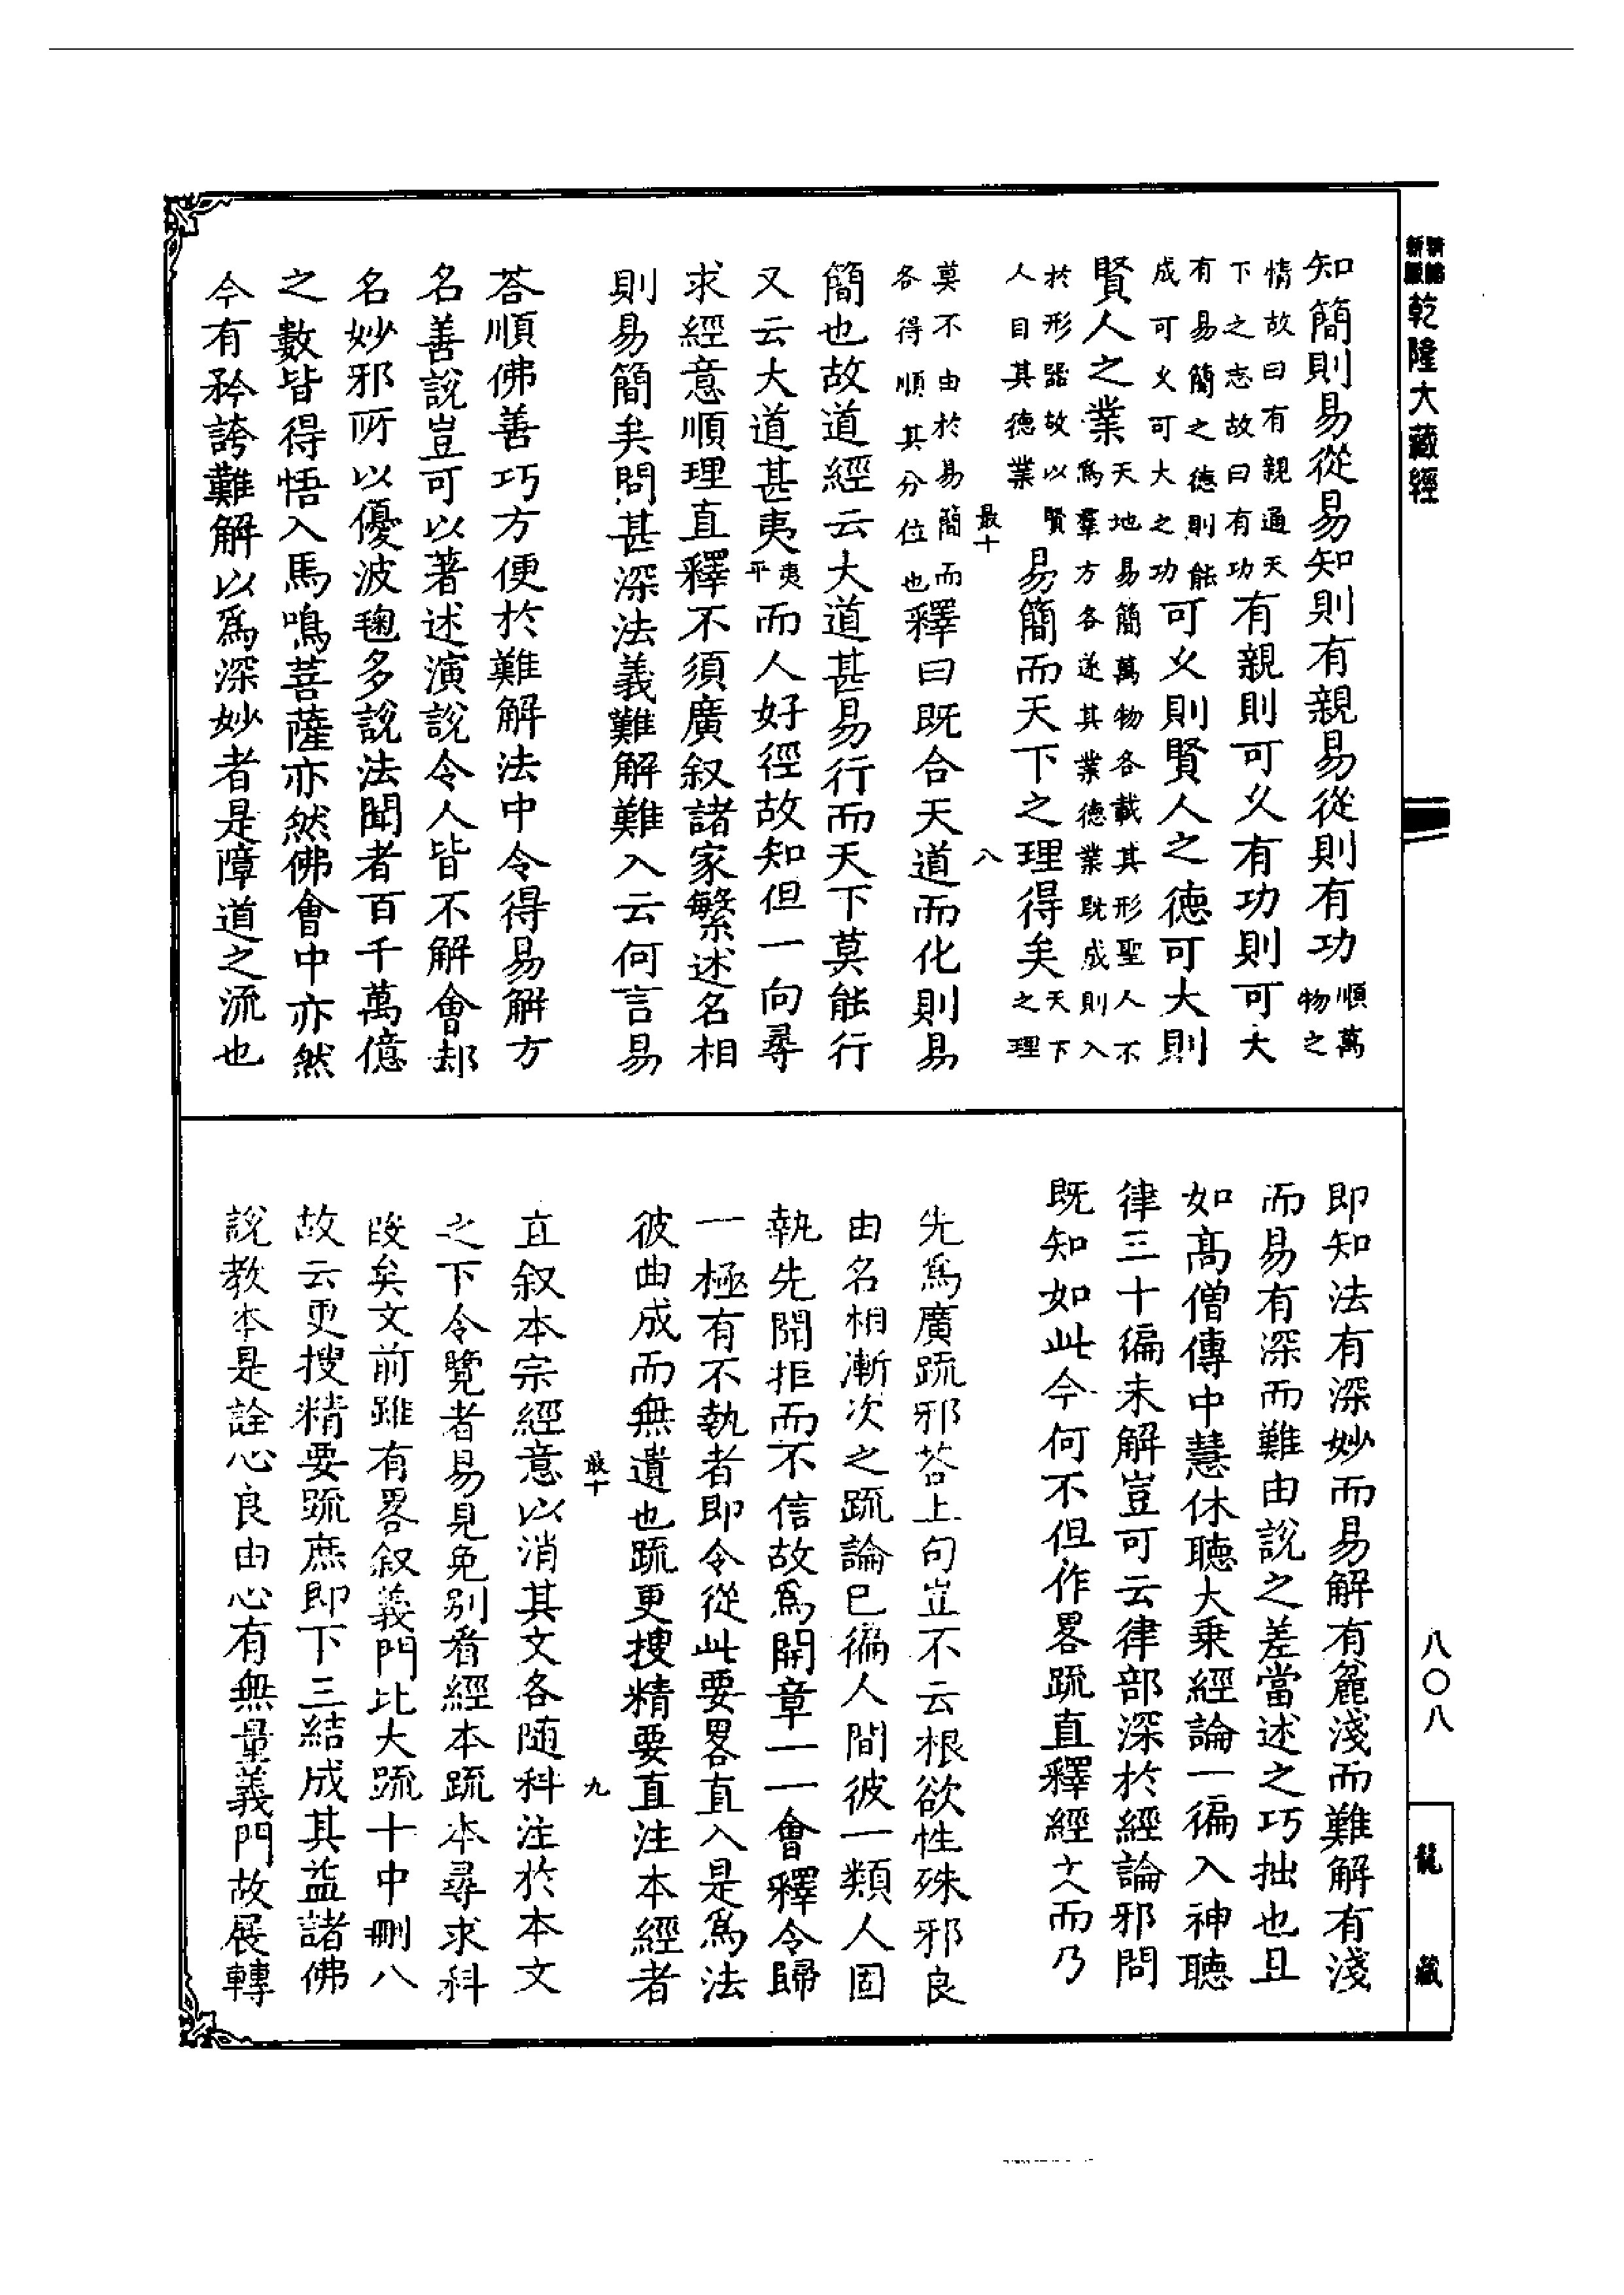 新編
新版
乾隆大藏經
八〇八
龍藏
知簡則易從易知則有親易從則有功順萬物之
情故曰有親通天下之志故曰有功有親則可乆有功則可大
有易簡之德則能成可乆可大之功可乆則賢人之德可大則
賢人之業天地易簡萬物各載其形聖人不爲羣方各遂其業德業既成則入
於形器故以賢人目其德業易簡而天下之理得矣天下之理
最十 八
莫不由於易簡而各得順其分位也釋曰既合天道而化則易
簡也故道經云大道甚易行而天下莫能行
又云大道甚夷夷平而人好徑故知但一向尋
求經意順理直釋不須廣叙諸家繁述名相
則易簡矣問甚深法義難解難入云何言易
荅順佛善巧方便於難解法中令得易解方
名善說豈可以著述演說令人皆不解會却
名妙邪所以優波毱多說法聞者百千萬億
之數皆得悟入馬鳴菩薩亦然佛會中亦然
今有矜誇難解以爲深妙者是障道之流也
即知法有深妙而易解有麄淺而難解有淺
而易有深而難由說之差當述之巧拙也且
如高僧傳中慧休聽大乗經論一徧入神聽
律三十徧未解豈可云律部深於經論邪問
既知如此今何不但作畧䟽直釋經文而乃
先爲廣䟽邪荅上句豈不云根欲性殊邪良
由名相漸次之䟽論已徧人間彼一類人固
執先聞拒而不信故爲開章一一會釋令歸
一極有不執者即令從此要畧直入是爲法
彼曲成而無遺也䟽更搜精要直注本經者
最十 九
直叙本宗經意以消其文各随科注於本文
之下令覽者易見免别看經本䟽本尋求科
段矣文前雖有畧叙義門比大䟽十中刪八
故云更搜精要䟽庶即下三結成其益諸佛
說教本是詮心良由心有無量義門故展轉